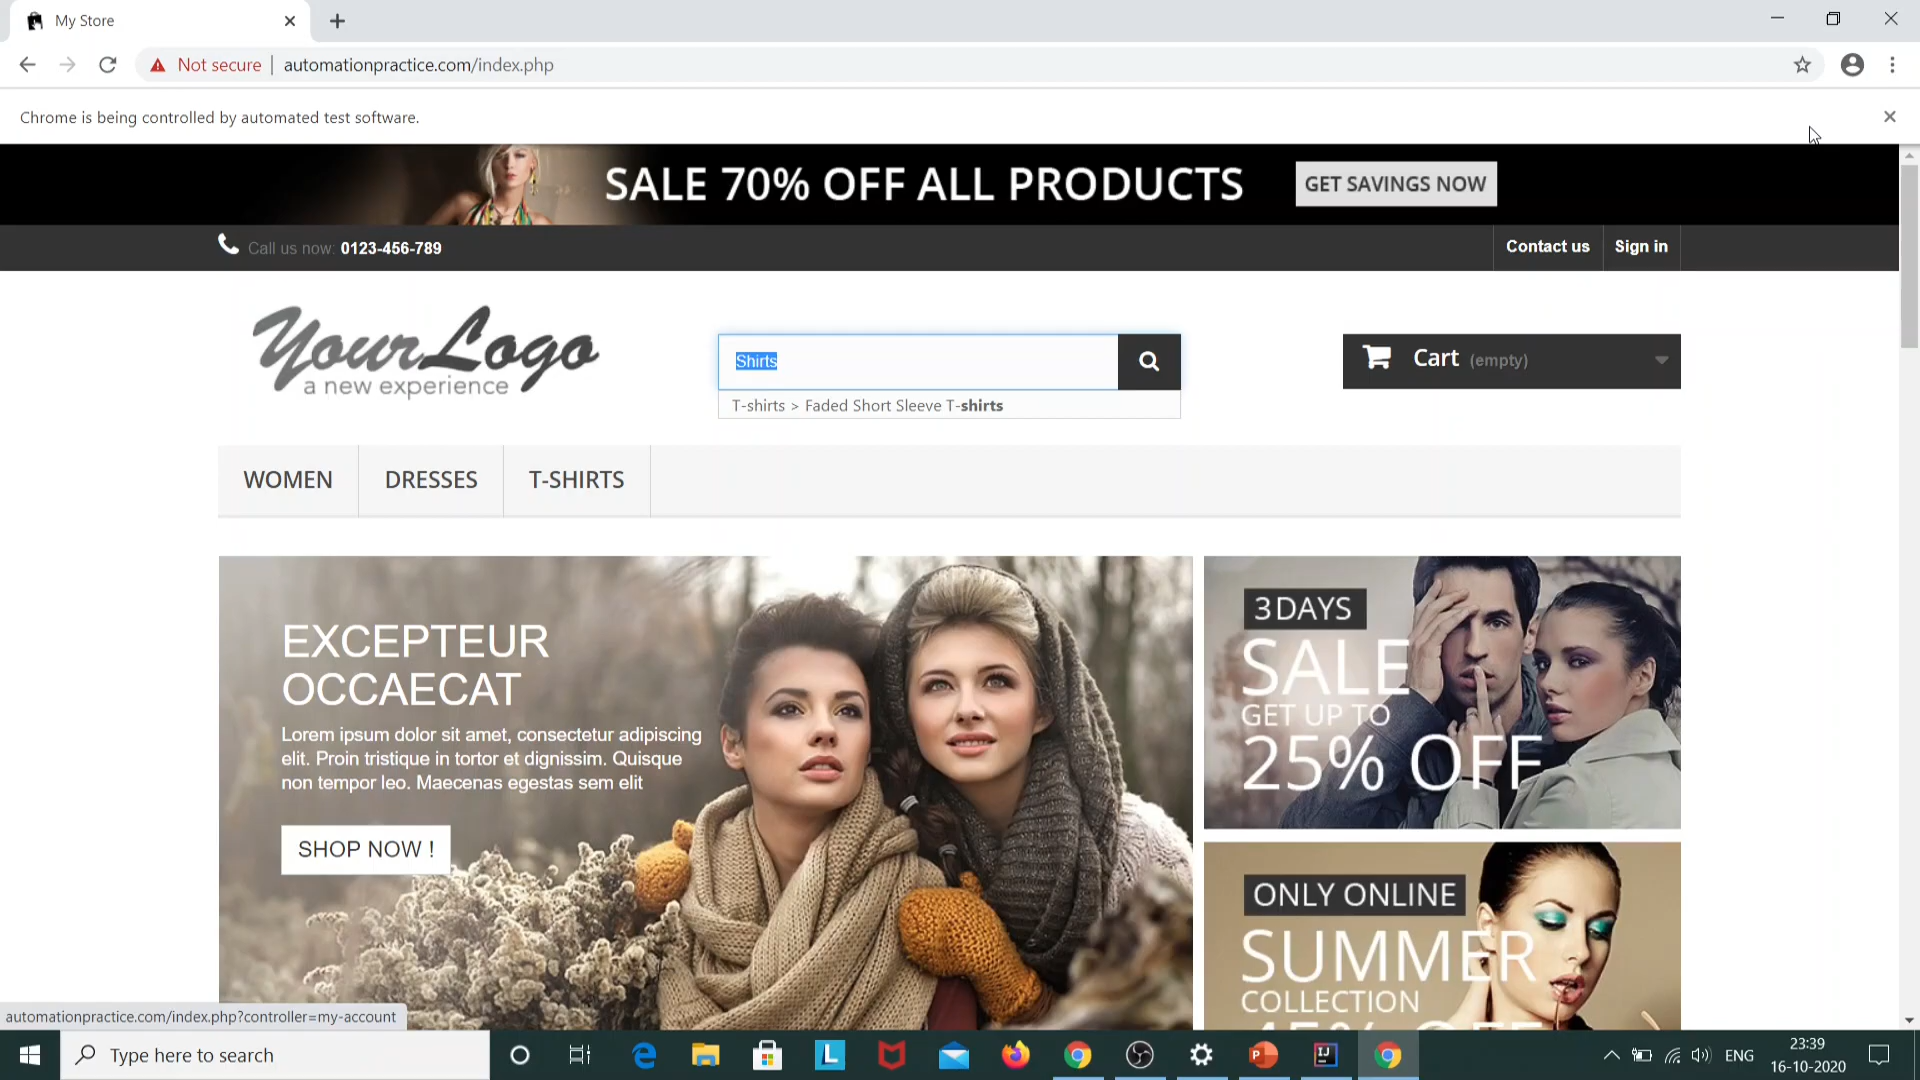 My Store
Not secure
automationpractice.com/index.php
Chrome is being controlled by automated test software.
SALE 70% OFF ALL PRODUCTS
GET SAVINGS NOW
Call us now: 0123-456-789
Contact us
Sign in
YourLogo
a new experience
Shirts
Cart (empty)
T-shirts > Faded Short Sleeve T-shirts
WOMEN
DRESSES
T-SHIRTS
EXCEPTEUR
OCCAECAT
Lorem ipsum dolor sit amet, consectetur adipiscing
elit. Proin tristique in tortor et dignissim. Quisque
non tempor leo. Maecenas egestas sem elit
SHOP NOW !
3 DAYS
SALE
GET UP TO
25% OFF
ONLY ONLINE
SUMMER
COLLECTION
45% OFF
automationpractice.com/index.php?controller=my-account
Type here to search
ENG
23:39
16-10-2020